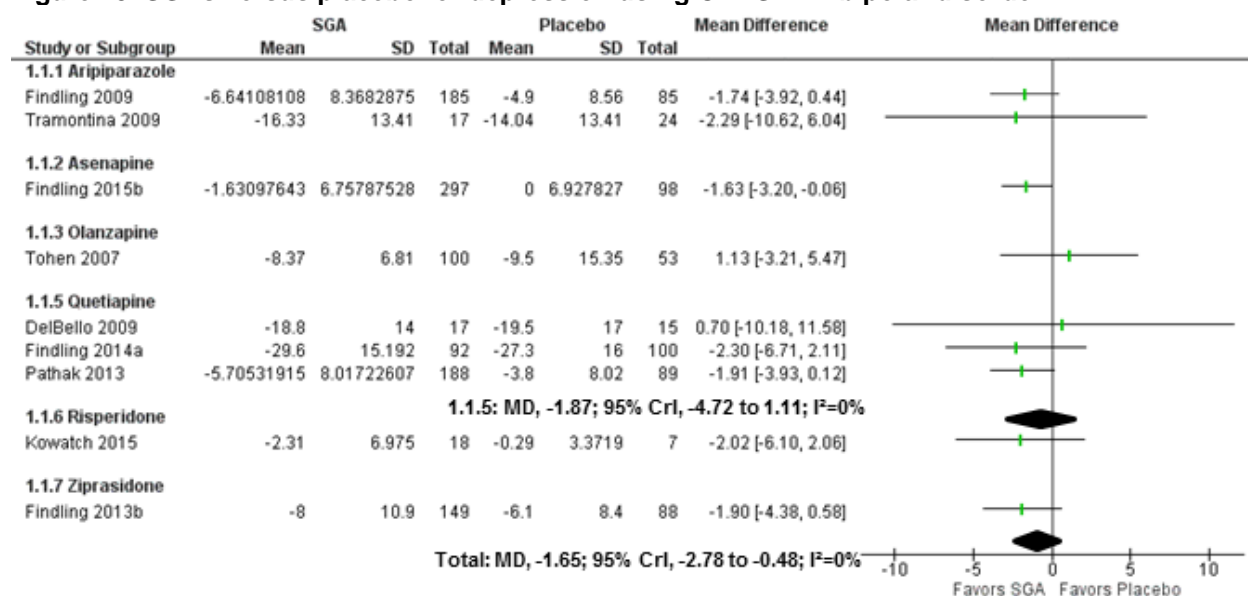 SGA Placebo Mean Difference Mean Difference
Study or Subgroup Mean SD Total Mean SD Total
1.1.1 Aripiparazole
Findling 2009 -6.64108108 8.3682875 185 -4.9 8.56 85 -1.74 [-3.92, 0.44]
Tramontina 2009 -16.33 13.41 17 -14.04 13.41 24 -2.29 [-10.62, 6.04]
1.1.2 Asenapine
Findling 2015b -1.63097643 6.75787528 297 0 6.927827 98 -1.63 [-3.20, -0.06]
1.1.3 Olanzapine
Tohen 2007 -8.37 6.81 100 -9.5 15.35 53 1.13 [-3.21, 5.47]
1.1.5 Quetiapine
DelBello 2009 -18.8 14 17 -19.5 17 15 0.70 [-10.18, 11.58]
Findling 2014a -29.6 15.192 92 -27.3 16 100 -2.30 [-6.71, 2.11]
Pathak 2013 -5.70531915 8.01722607 188 -3.8 8.02 89 -1.91 [-3.93, 0.12]
1.1.5: MD, -1.87; 95% CrI, -4.72 to 1.11; I²=0%
1.1.6 Risperidone
Kowatch 2015 -2.31 6.975 18 -0.29 3.3719 7 -2.02 [-6.10, 2.06]
1.1.7 Ziprasidone
Findling 2013b -8 10.9 149 -6.1 8.4 88 -1.90 [-4.38, 0.58]
Total: MD, -1.65; 95% CrI, -2.78 to -0.48; I²=0%
-10 -5 0 5 10
Favors SGA Favors Placebo